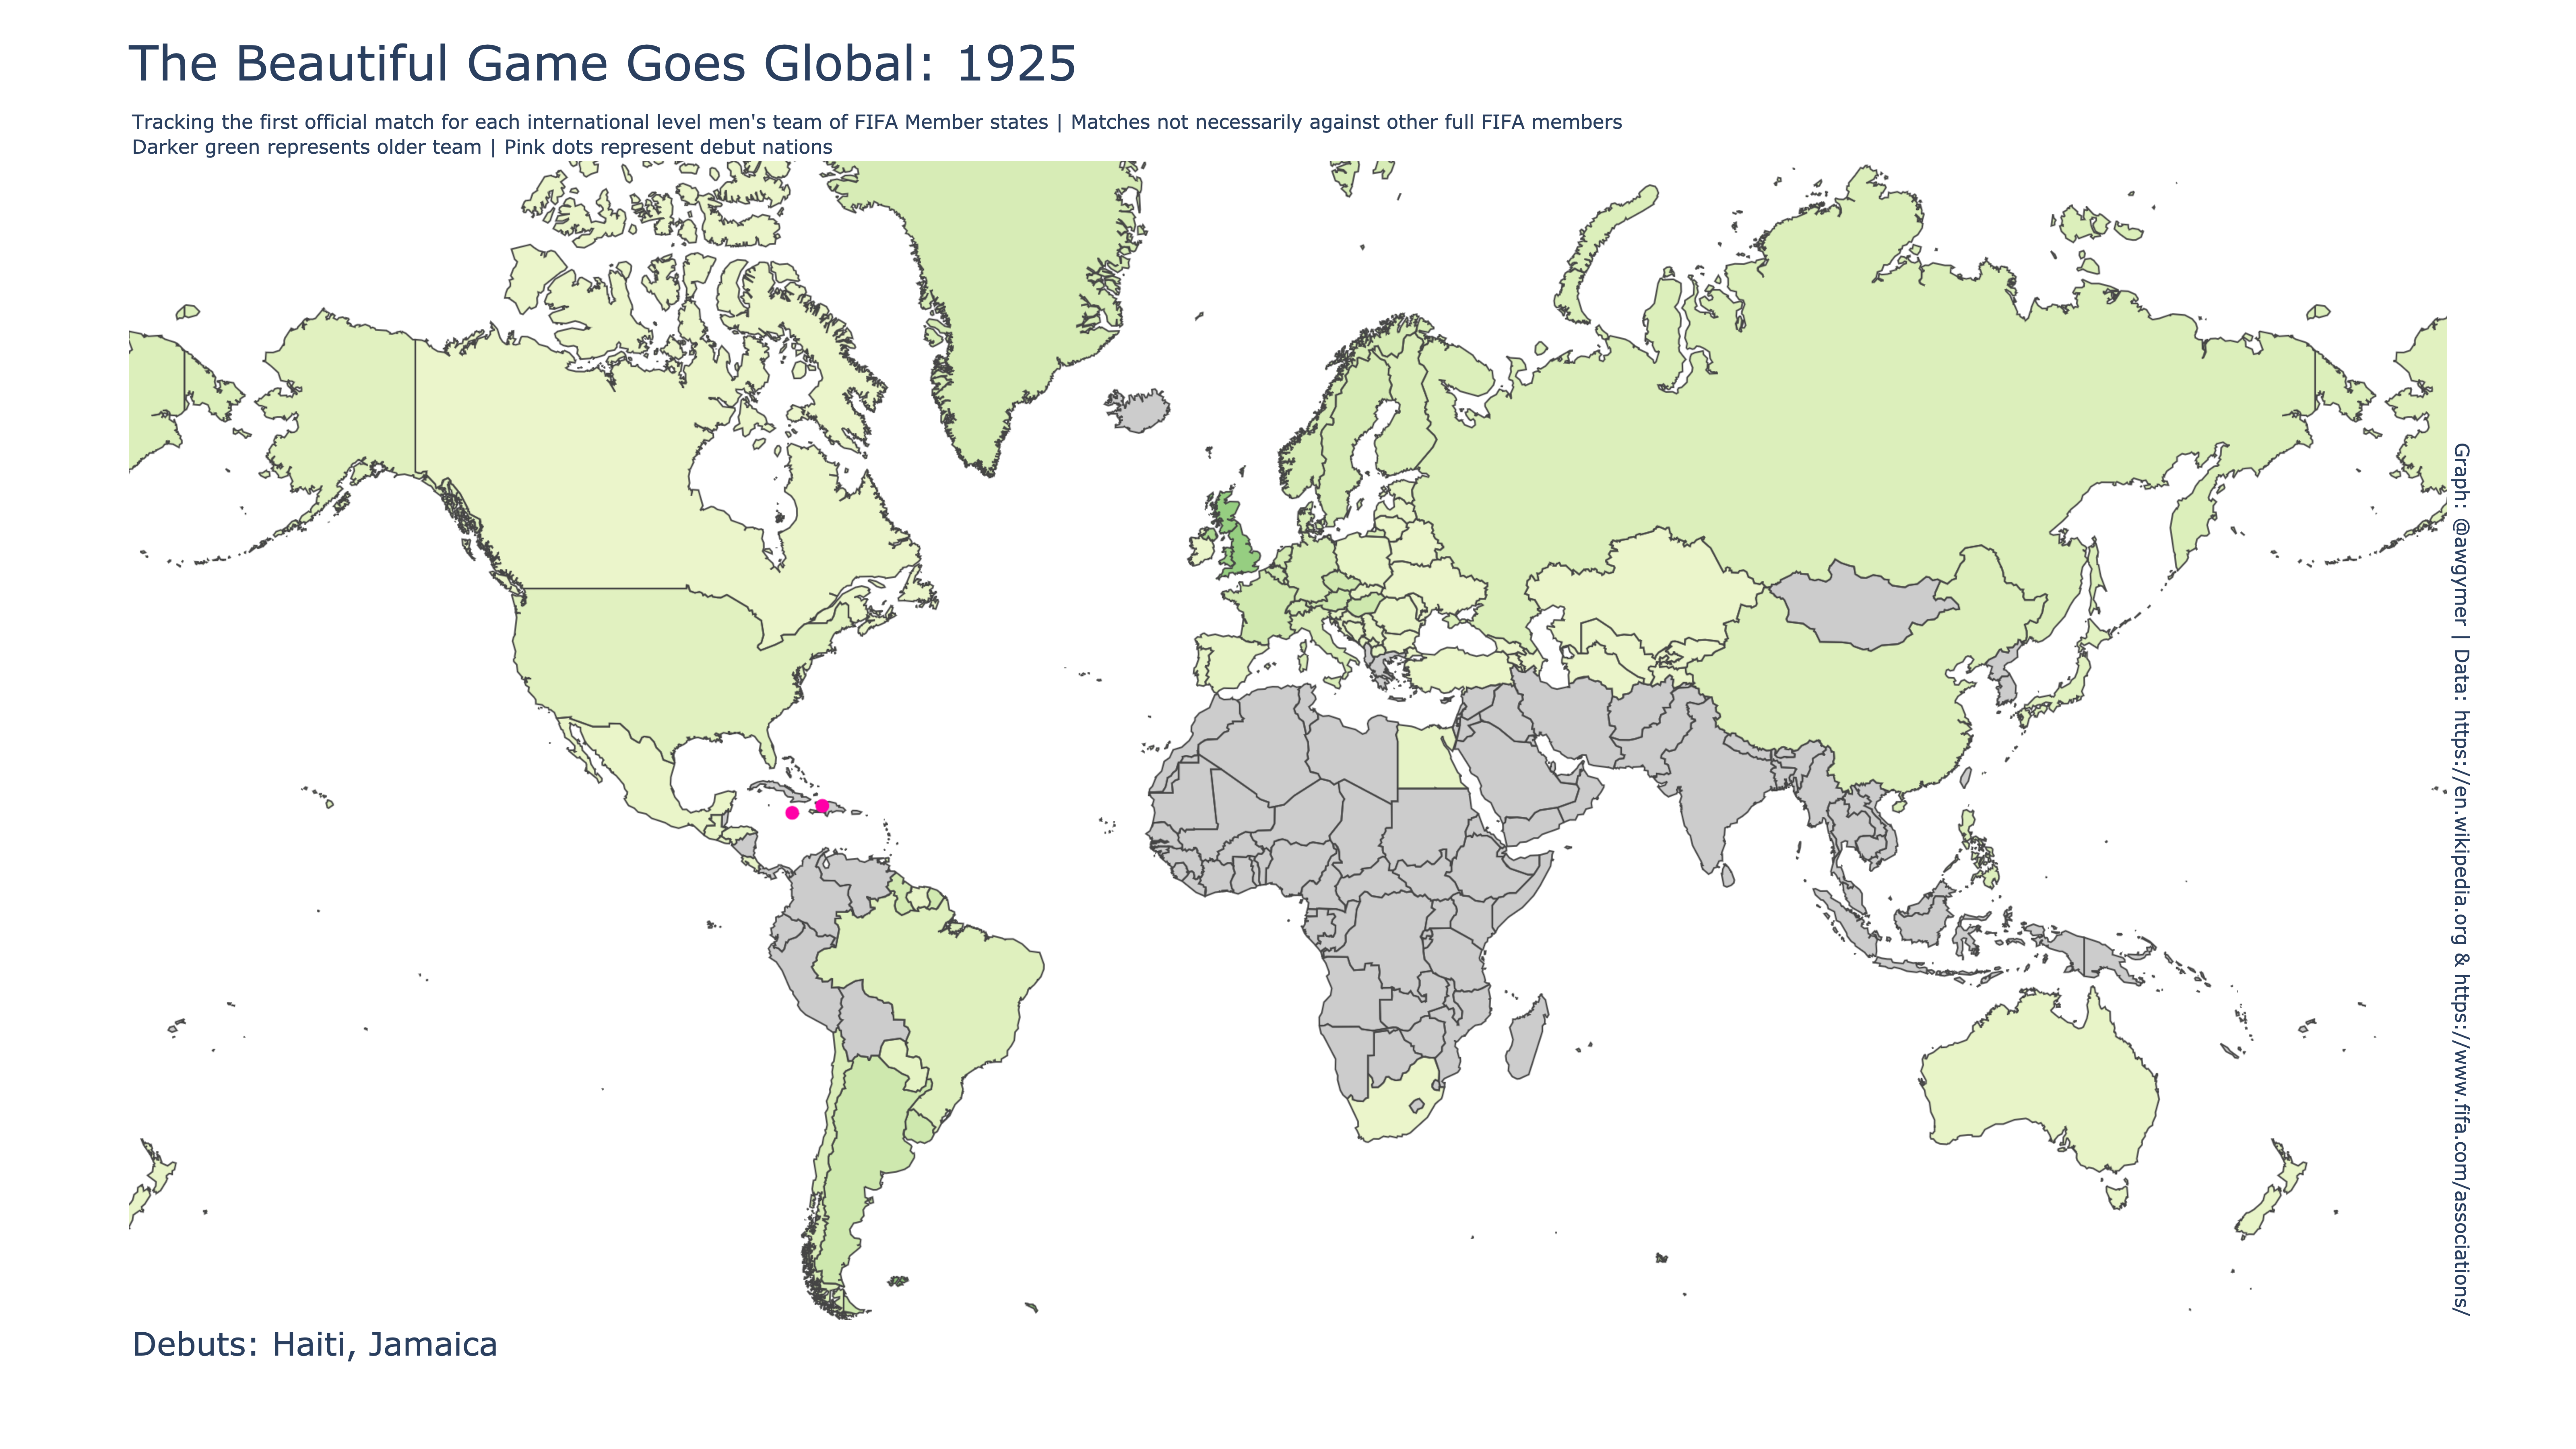 The Beautiful Game Goes Global: 1925
Tracking the first official match for each international level men's team of FIFA Member states | Matches not necessarily against other full FIFA members
Darker green represents older team | Pink dots represent debut nations
Graph: @awgymer | Data: https://en.wikipedia.org & https://www.fifa.com/associations/
Debuts: Haiti, Jamaica